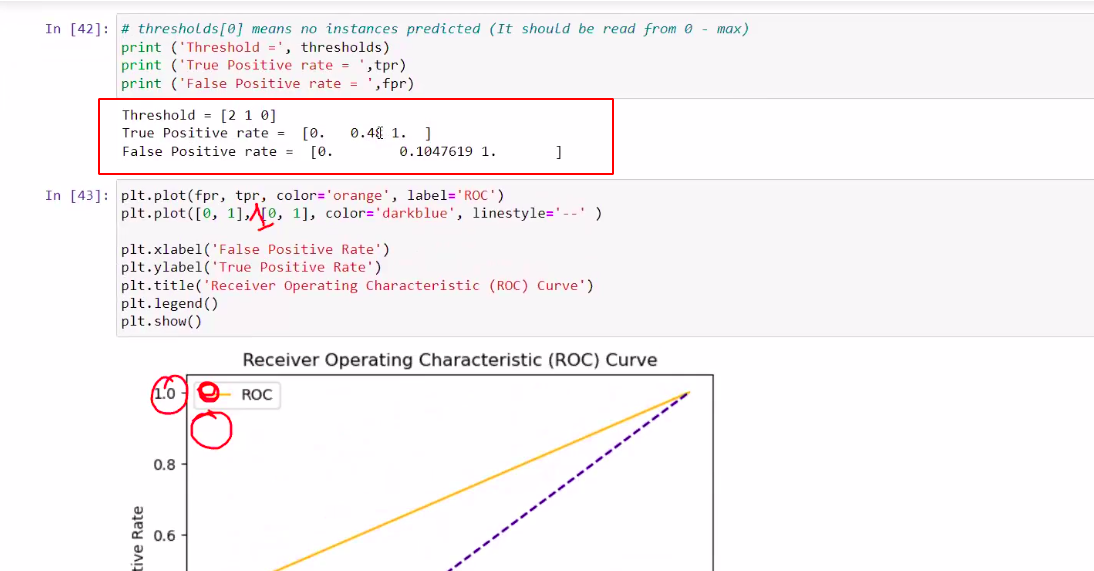 In [42]: # thresholds[0] means no instances predicted (It should be read from 0 - max)
print ('Threshold =', thresholds)
print ('True Positive rate = ',tpr)
print ('False Positive rate = ',fpr)
Threshold = [2 1 0]
True Positive rate = [0. 0.48 1. ]
False Positive rate = [0. 0.1047619 1. ]
In [43]: plt.plot(fpr, tpr, color='orange', label='ROC')
plt.plot([0, 1], [0, 1], color='darkblue', linestyle='--' )
plt.xlabel('False Positive Rate')
plt.ylabel('True Positive Rate')
plt.title('Receiver Operating Characteristic (ROC) Curve')
plt.legend()
plt.show()
Receiver Operating Characteristic (ROC) Curve
1.0
ROC
0.8
0.6
tive Rate